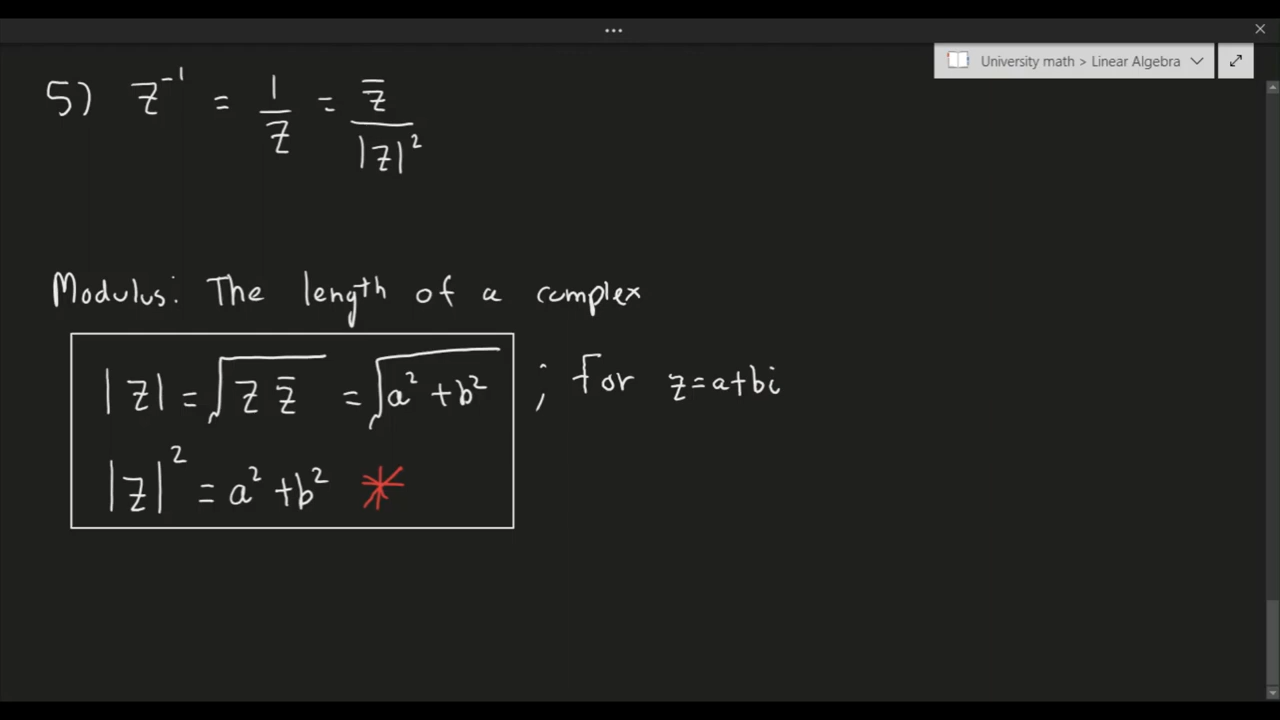 University math > Linear Algebra
5) z⁻¹ = 1/z = z̄/|z|²
Modulus: The length of a complex
|z| = √(z z̄) = √(a² + b²) ; for z=a+bi
|z|² = a² + b² *